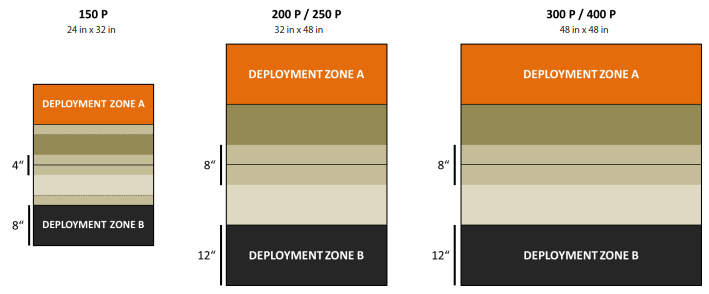 150 P
24 in x 32 in
200 P / 250 P
32 in x 48 in
300 P / 400 P
48 in x 48 in
DEPLOYMENT ZONE A
DEPLOYMENT ZONE A
DEPLOYMENT ZONE A
4“
8“
8“
8“
12“
12“
DEPLOYMENT ZONE B
DEPLOYMENT ZONE B
DEPLOYMENT ZONE B